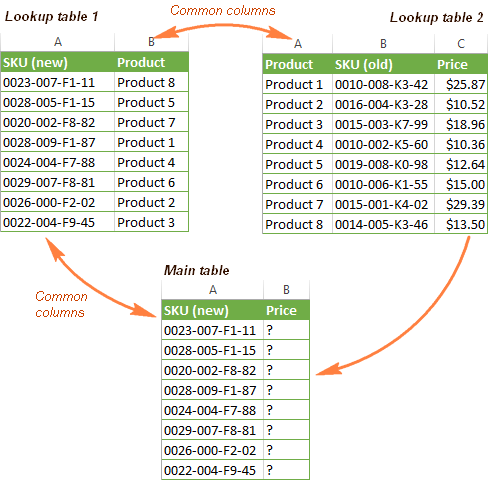 Lookup table 1
Common columns
Lookup table 2
A B
SKU (new) Product
0023-007-F1-11 Product 8
0028-005-F1-15 Product 5
0020-002-F8-82 Product 7
0028-009-F1-87 Product 1
0024-004-F7-88 Product 4
0029-007-F8-81 Product 6
0026-000-F2-02 Product 2
0022-004-F9-45 Product 3
A B C
Product SKU (old) Price
Product 1 0010-008-K3-42 $25.87
Product 2 0016-004-K3-28 $10.52
Product 3 0015-003-K7-99 $18.96
Product 4 0010-002-K5-60 $10.36
Product 5 0019-008-K0-98 $12.64
Product 6 0010-006-K1-55 $15.00
Product 7 0015-001-K4-02 $29.39
Product 8 0014-005-K3-46 $13.50
Common
columns
Main table
A B
SKU (new) Price
0023-007-F1-11 ?
0028-005-F1-15 ?
0020-002-F8-82 ?
0028-009-F1-87 ?
0024-004-F7-88 ?
0029-007-F8-81 ?
0026-000-F2-02 ?
0022-004-F9-45 ?